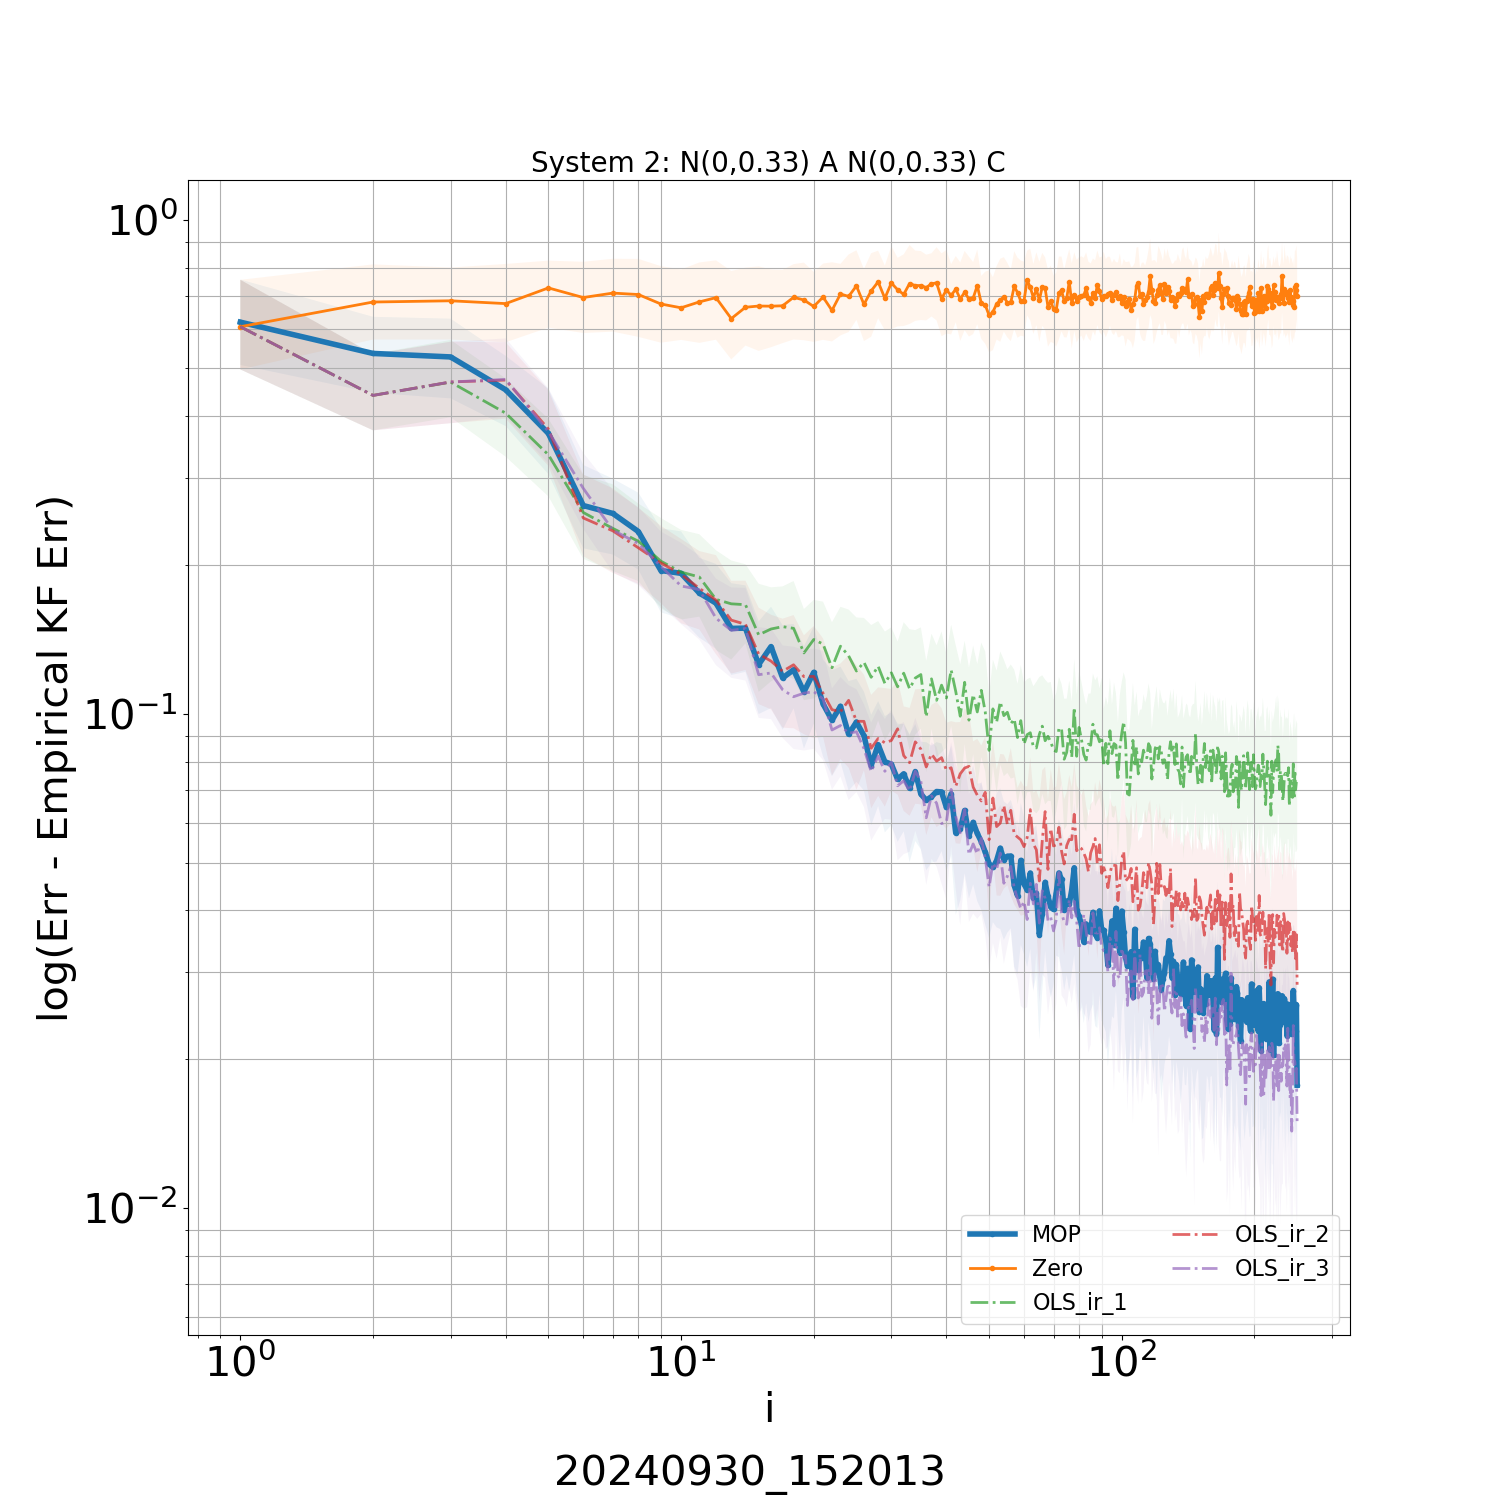 System 2: N(0,0.33) A N(0,0.33) C
log(Err - Empirical KF Err)
10^0
10^-1
10^-2
MOP
Zero
OLS_ir_1
OLS_ir_2
OLS_ir_3
10^0 10^1 10^2
i
20240930_152013